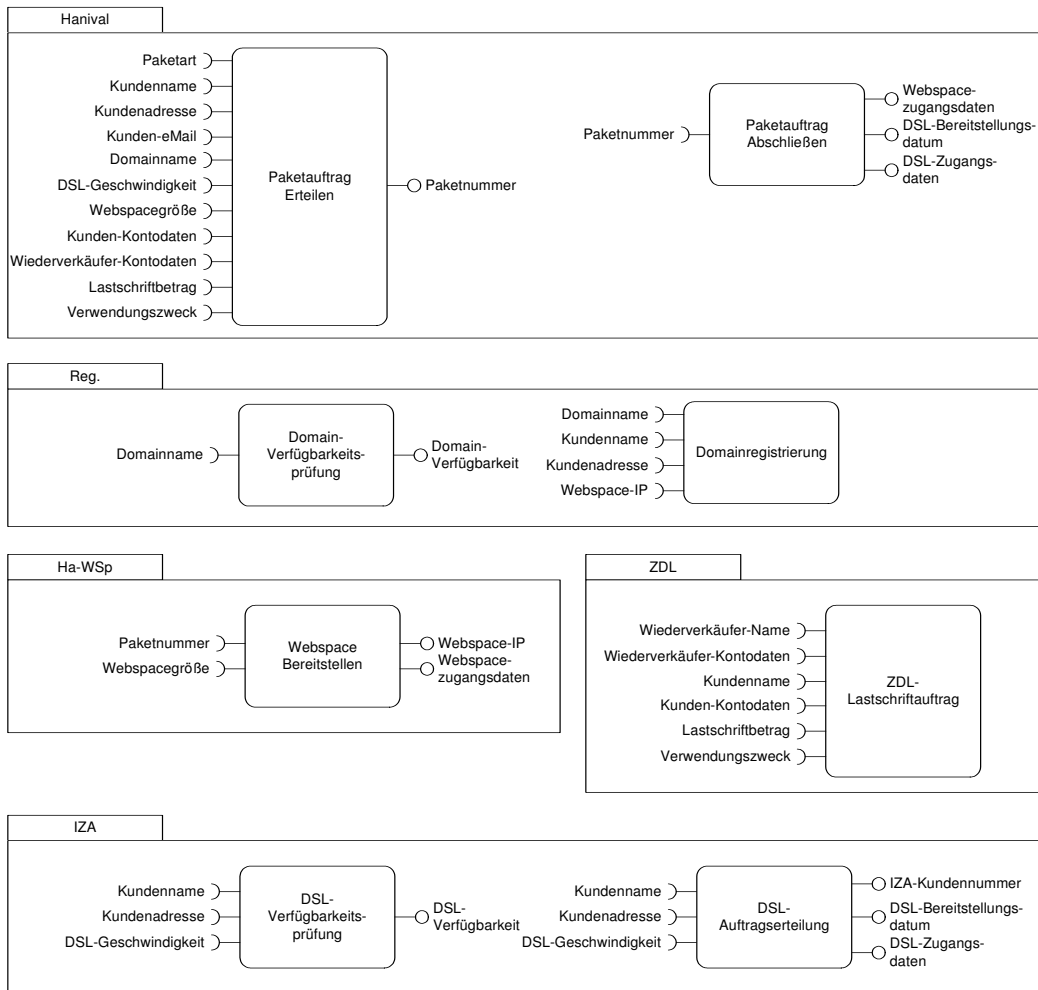 Hanival
Paketart
Kundenname
Kundenadresse
Kunden-eMail
Domainname
DSL-Geschwindigkeit
Webspacegröße
Kunden-Kontodaten
Wiederverkäufer-Kontodaten
Lastschriftbetrag
Verwendungszweck
Paketauftrag
Erteilen
Paketnummer
Paketnummer
Paketauftrag
Abschließen
Webspace-
zugangsdaten
DSL-Bereitstellungs-
datum
DSL-Zugangs-
daten
Reg.
Domainname
Domain-
Verfügbarkeits-
prüfung
Domain-
Verfügbarkeit
Domainname
Kundenname
Kundenadresse
Webspace-IP
Domainregistrierung
Ha-WSp
Paketnummer
Webspacegröße
Webspace
Bereitstellen
Webspace-IP
Webspace-
zugangsdaten
ZDL
Wiederverkäufer-Name
Wiederverkäufer-Kontodaten
Kundenname
Kunden-Kontodaten
Lastschriftbetrag
Verwendungszweck
ZDL-
Lastschriftauftrag
IZA
Kundenname
Kundenadresse
DSL-Geschwindigkeit
DSL-
Verfügbarkeits-
prüfung
DSL-
Verfügbarkeit
Kundenname
Kundenadresse
DSL-Geschwindigkeit
DSL-
Auftragserteilung
IZA-Kundennummer
DSL-Bereitstellungs-
datum
DSL-Zugangs-
daten